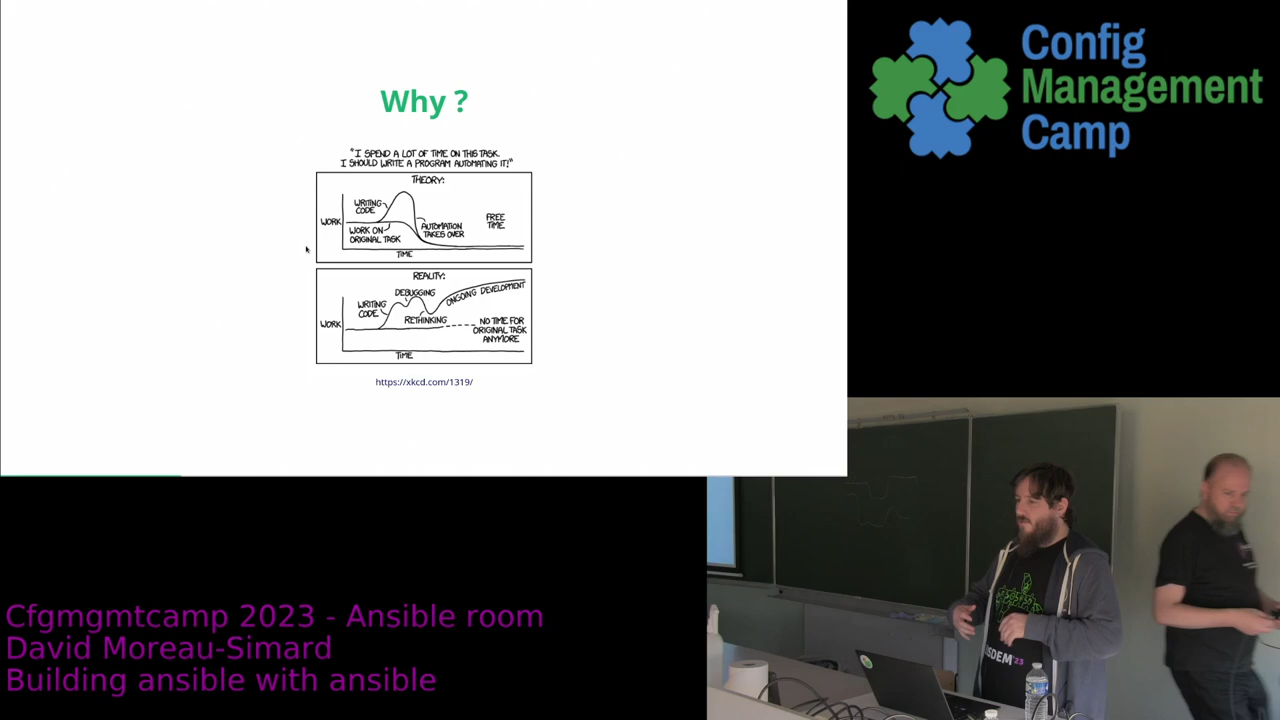 Why ?
"I SPEND A LOT OF TIME ON THIS TASK.
I SHOULD WRITE A PROGRAM AUTOMATING IT!"
THEORY:
WRITING
CODE
WORK
WORK ON
ORIGINAL TASK
AUTOMATION
TAKES OVER
FREE
TIME
TIME
REALITY:
DEBUGGING
ONGOING DEVELOPMENT
WRITING
CODE
RETHINKING
WORK
NO TIME FOR
ORIGINAL TASK
ANYMORE
TIME
https://xkcd.com/1319/
Config
Management
Camp
Cfgmgmtcamp 2023 - Ansible room
David Moreau-Simard
Building ansible with ansible